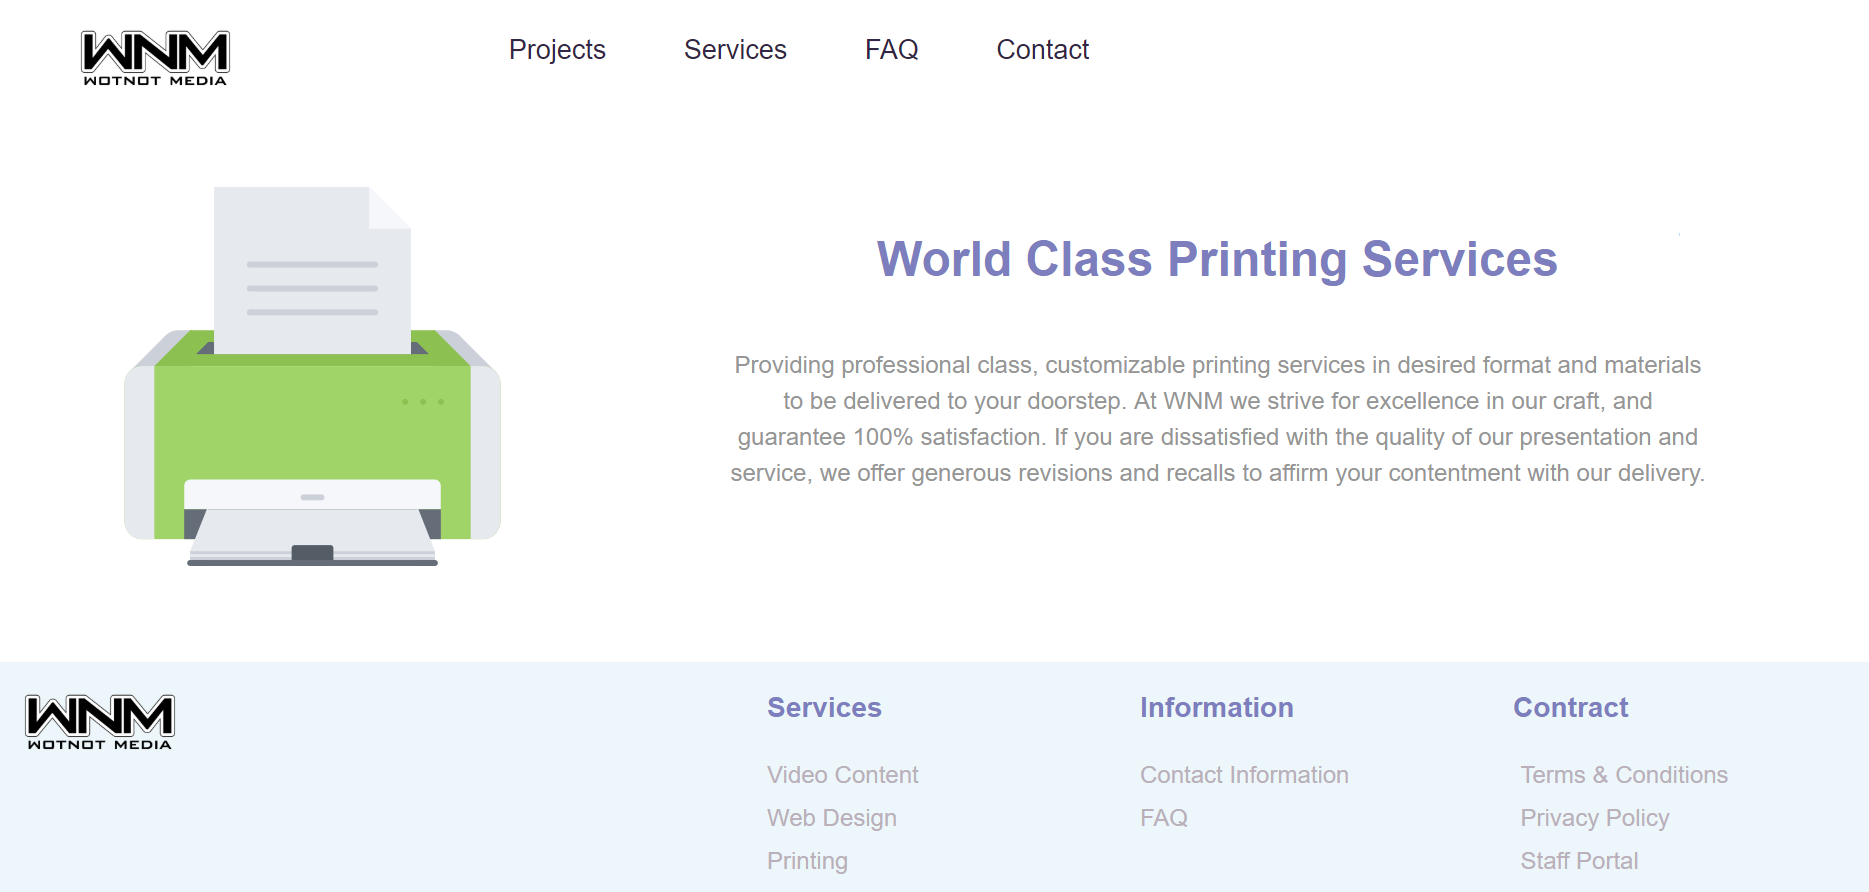 WNM
WOTNOT MEDIA
Projects
Services
FAQ
Contact
World Class Printing Services
Providing professional class, customizable printing services in desired format and materials
to be delivered to your doorstep. At WNM we strive for excellence in our craft, and
guarantee 100% satisfaction. If you are dissatisfied with the quality of our presentation and
service, we offer generous revisions and recalls to affirm your contentment with our delivery.
WNM
WOTNOT MEDIA
Services
Video Content
Web Design
Printing
Information
Contact Information
FAQ
Contract
Terms & Conditions
Privacy Policy
Staff Portal